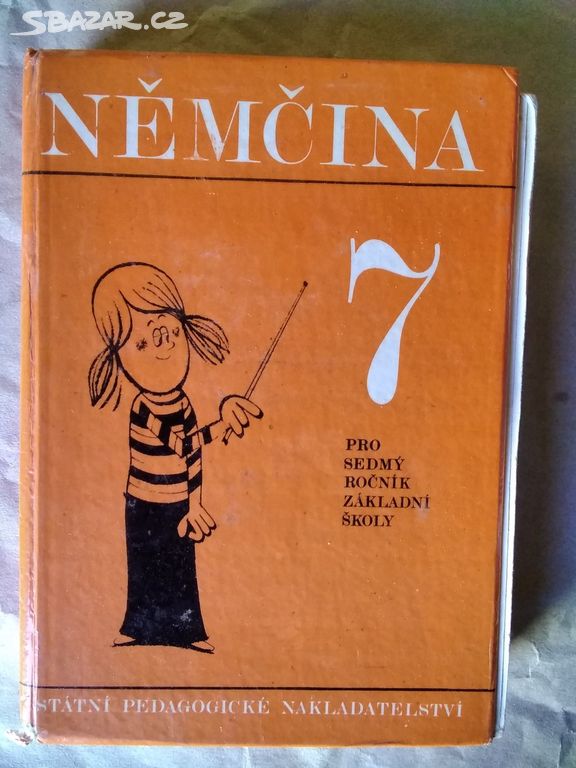 SBAZAR.CZ
NĚMČINA
7
PRO
SEDMÝ
ROČNÍK
ZÁKLADNÍ
ŠKOLY
STÁTNÍ PEDAGOGICKÉ NAKLADATELSTVÍ